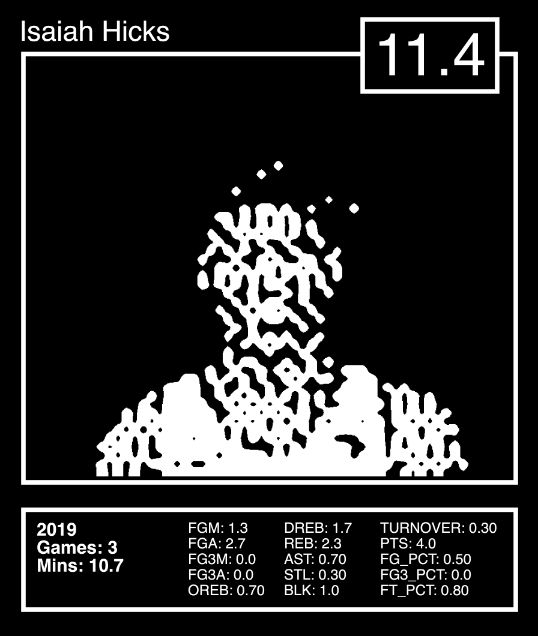 Isaiah Hicks
11.4
2019
Games: 3
Mins: 10.7
FGM: 1.3
FGA: 2.7
FG3M: 0.0
FG3A: 0.0
OREB: 0.70
DREB: 1.7
REB: 2.3
AST: 0.70
STL: 0.30
BLK: 1.0
TURNOVER: 0.30
PTS: 4.0
FG_PCT: 0.50
FG3_PCT: 0.0
FT_PCT: 0.80